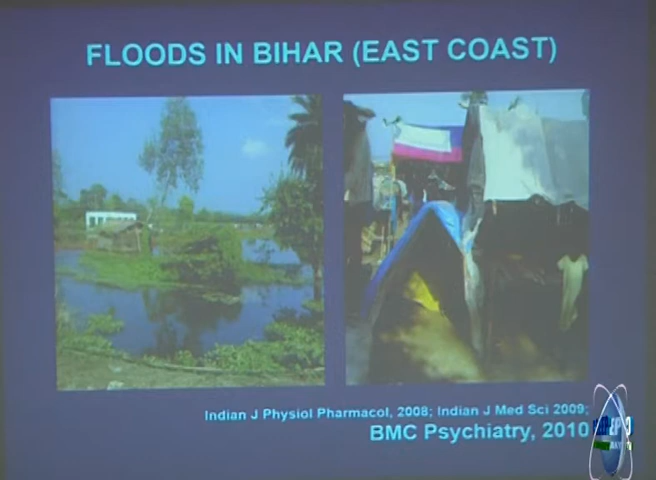 FLOODS IN BIHAR (EAST COAST)
Indian J Physiol Pharmacol, 2008; Indian J Med Sci 2009;
BMC Psychiatry, 2010